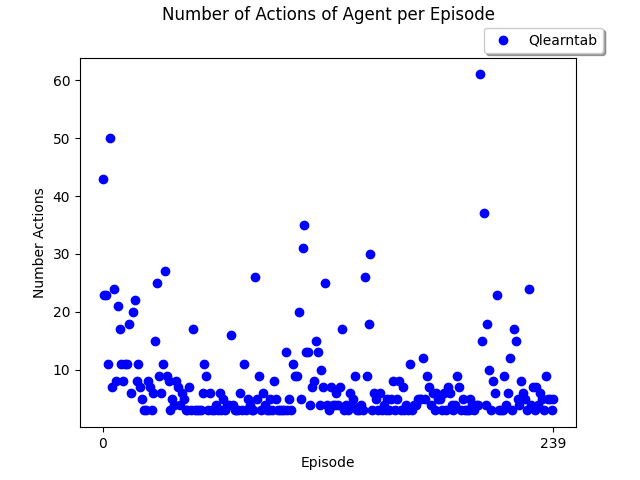 Number of Actions of Agent per Episode
Qlearntab
60
50
40
30
20
10
Number Actions
0
239
Episode